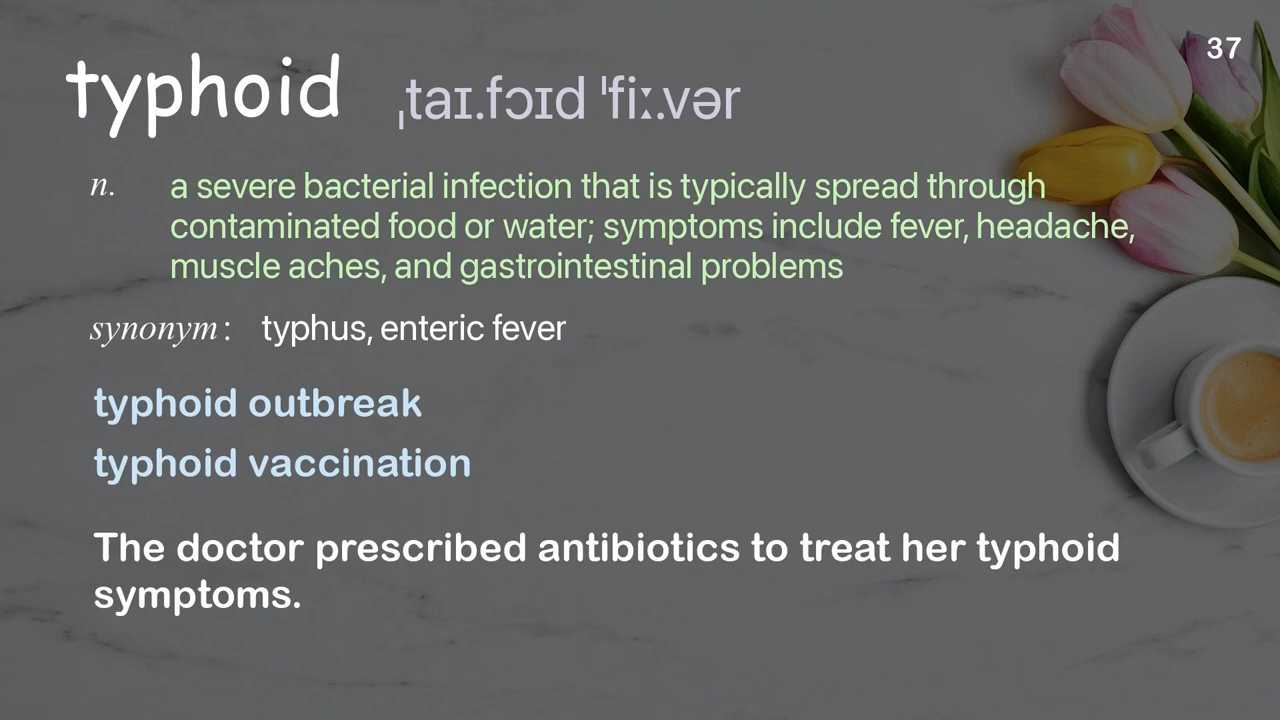 37
typhoid ˌtaɪ.fɔɪd ˈfiː.vər
n. a severe bacterial infection that is typically spread through
contaminated food or water; symptoms include fever, headache,
muscle aches, and gastrointestinal problems
synonym: typhus, enteric fever
typhoid outbreak
typhoid vaccination
The doctor prescribed antibiotics to treat her typhoid
symptoms.